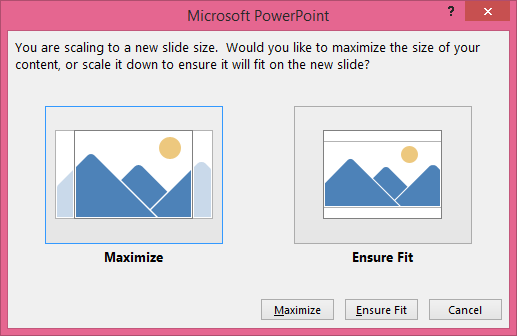 Microsoft PowerPoint
?
You are scaling to a new slide size.  Would you like to maximize the size of your
content, or scale it down to ensure it will fit on the new slide?
Maximize
Ensure Fit
Maximize
Ensure Fit
Cancel